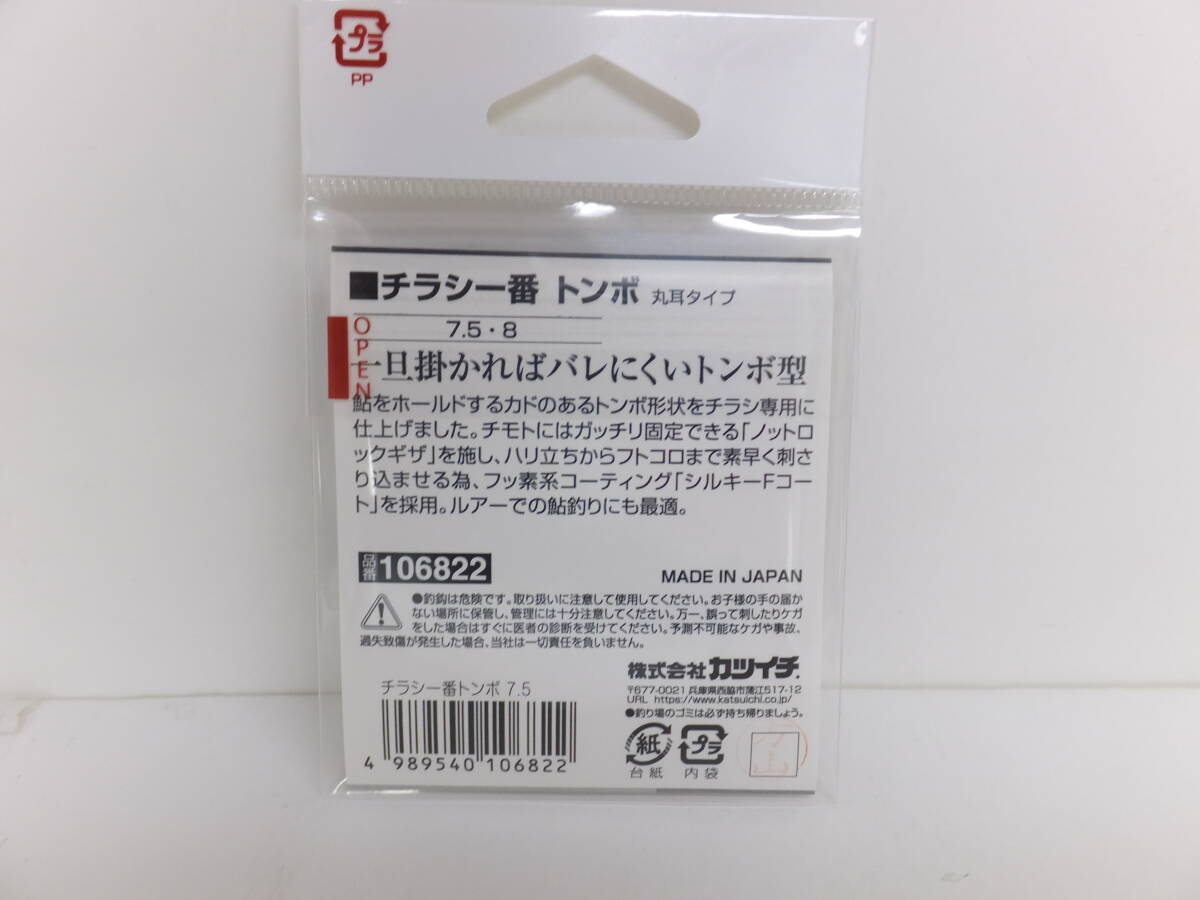 プラ
PP
■チラシ一番 トンボ 丸耳タイプ
7.5・8
OPEN
一旦掛かればバレにくいトンボ型
鮎をホールドするカドのあるトンボ形状をチラシ専用に
仕上げました。チモトにはガッチリ固定できる「ノットロ
ックギザ」を施し、ハリ立ちからフトコロまで素早く刺さ
り込ませる為、フッ素系コーティング「シルキーFコー
ト」を採用。ルアーでの鮎釣りにも最適。
品番 106822
MADE IN JAPAN
●釣鈎は危険です。取り扱いに注意して使用してください。お子様の手の届か
ない場所に保管し、管理には十分注意してください。万一、誤って刺したりケガ
をした場合はすぐに医者の診断を受けてください。予測不可能なケガや事故、
過失致傷が発生した場合、当社は一切責任を負いません。
株式会社カツイチ.
〒677-0021 兵庫県西脇市蒲江517-12
URL https://www.katsuichi.co.jp/
●釣り場のゴミは必ず持ち帰りましょう。
チラシ一番トンボ 7.5
4 989540 106822
紙
台紙
プラ
内袋